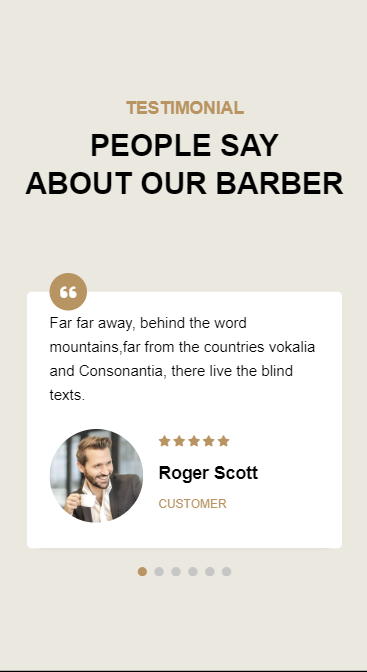 TESTIMONIAL
PEOPLE SAY
ABOUT OUR BARBER
Far far away, behind the word
mountains,far from the countries vokalia
and Consonantia, there live the blind
texts.
Roger Scott
CUSTOMER